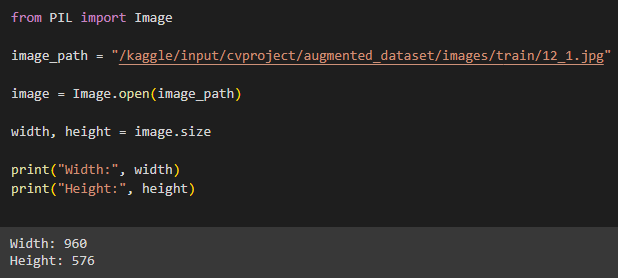 from PIL import Image
image_path = "/kaggle/input/cvproject/augmented_dataset/images/train/12_1.jpg"
image = Image.open(image_path)
width, height = image.size
print("Width:", width)
print("Height:", height)
Width: 960
Height: 576